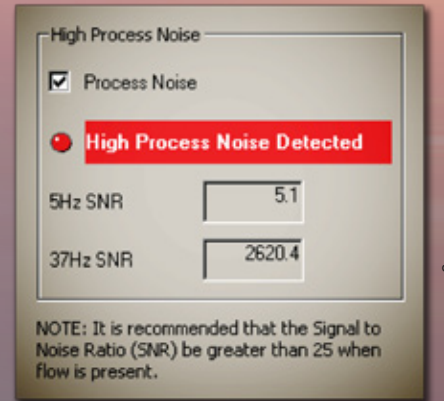 High Process Noise
Process Noise
High Process Noise Detected
5Hz SNR 5.1
37Hz SNR 2620.4
NOTE: It is recommended that the Signal to
Noise Ratio (SNR) be greater than 25 when
flow is present.